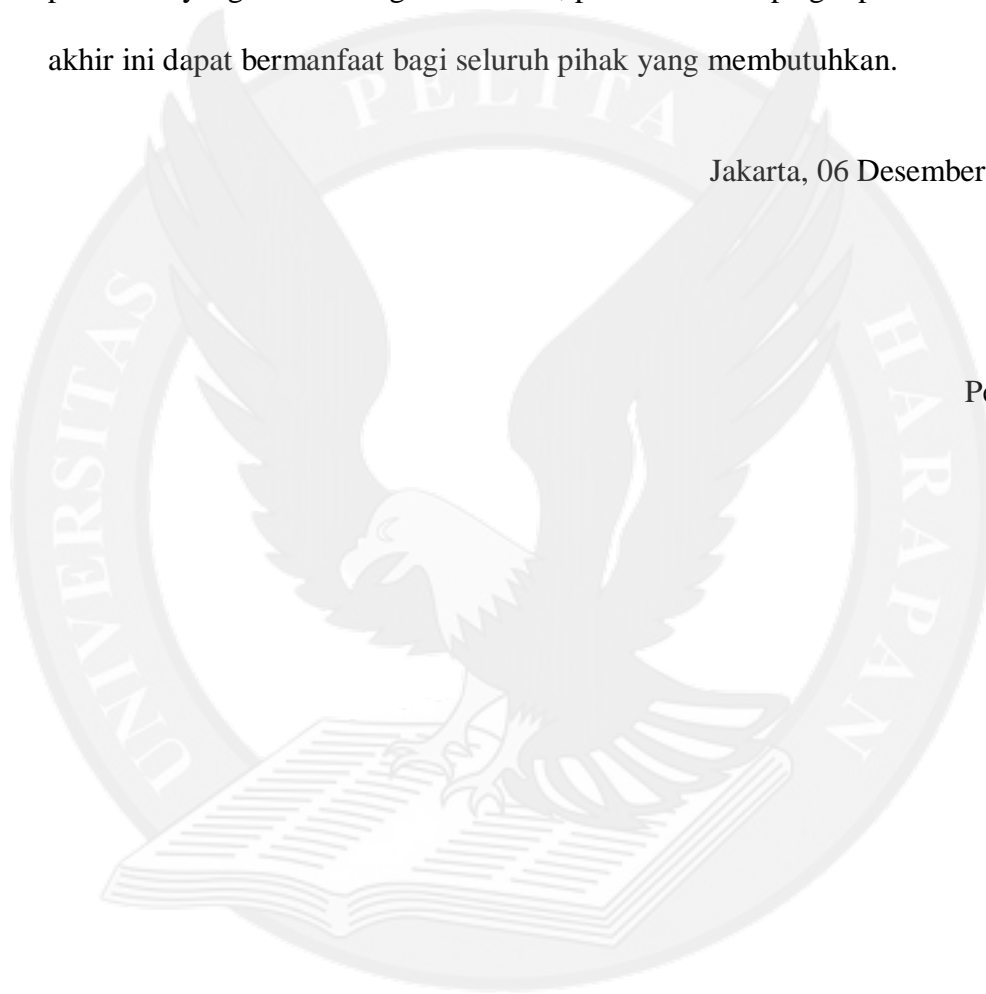 akhir ini dapat bermanfaat bagi seluruh pihak yang membutuhkan.
PELITA
Jakarta, 06 Desember
UNIVERSITAS
HARAPAN